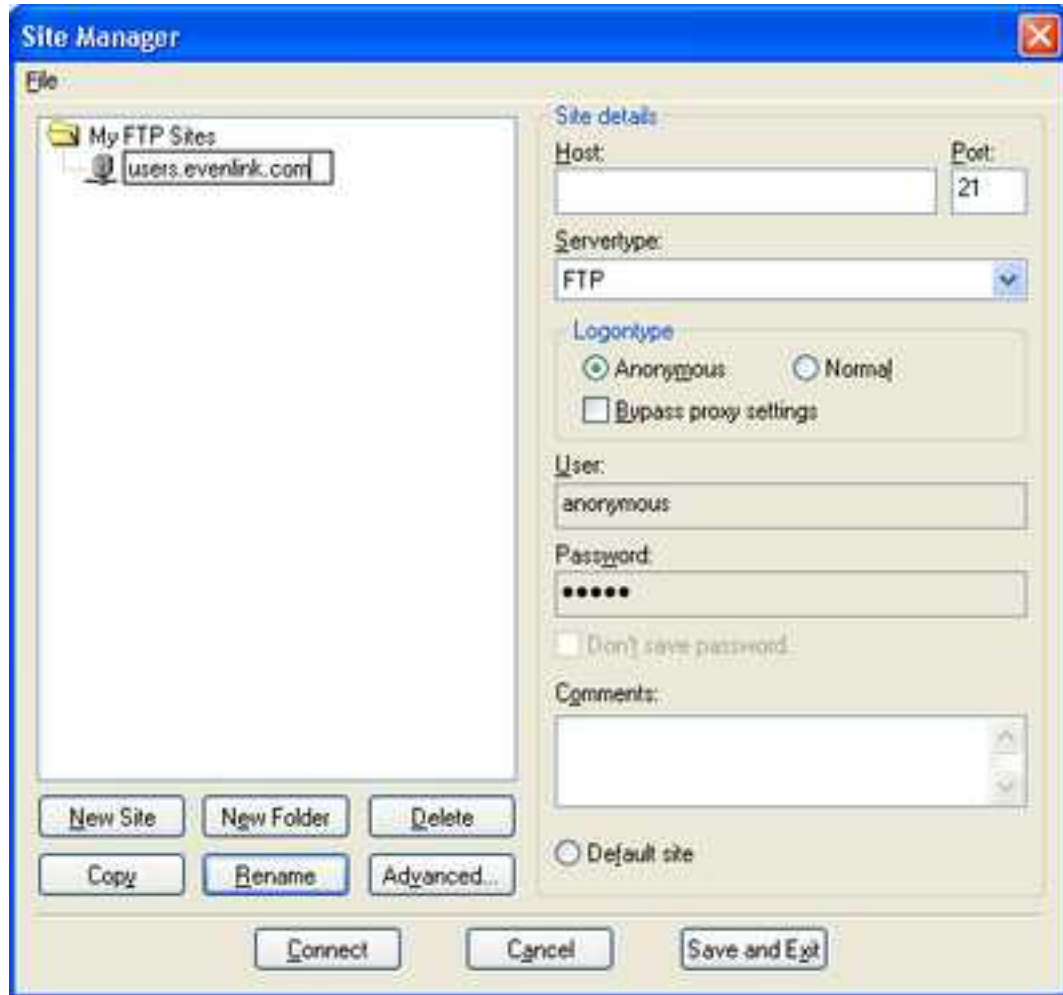 Site Manager
File
My FTP Sites
users.evenlink.com
New Site
New Folder
Delete
Copy
Rename
Advanced...
Site details
Host:
Port:
21
Servertype:
FTP
Logontype
Anonymous
Normal
Bypass proxy settings
User:
anonymous
Password:
•••••
Don't save password
Comments:
Default site
Connect
Cancel
Save and Exit